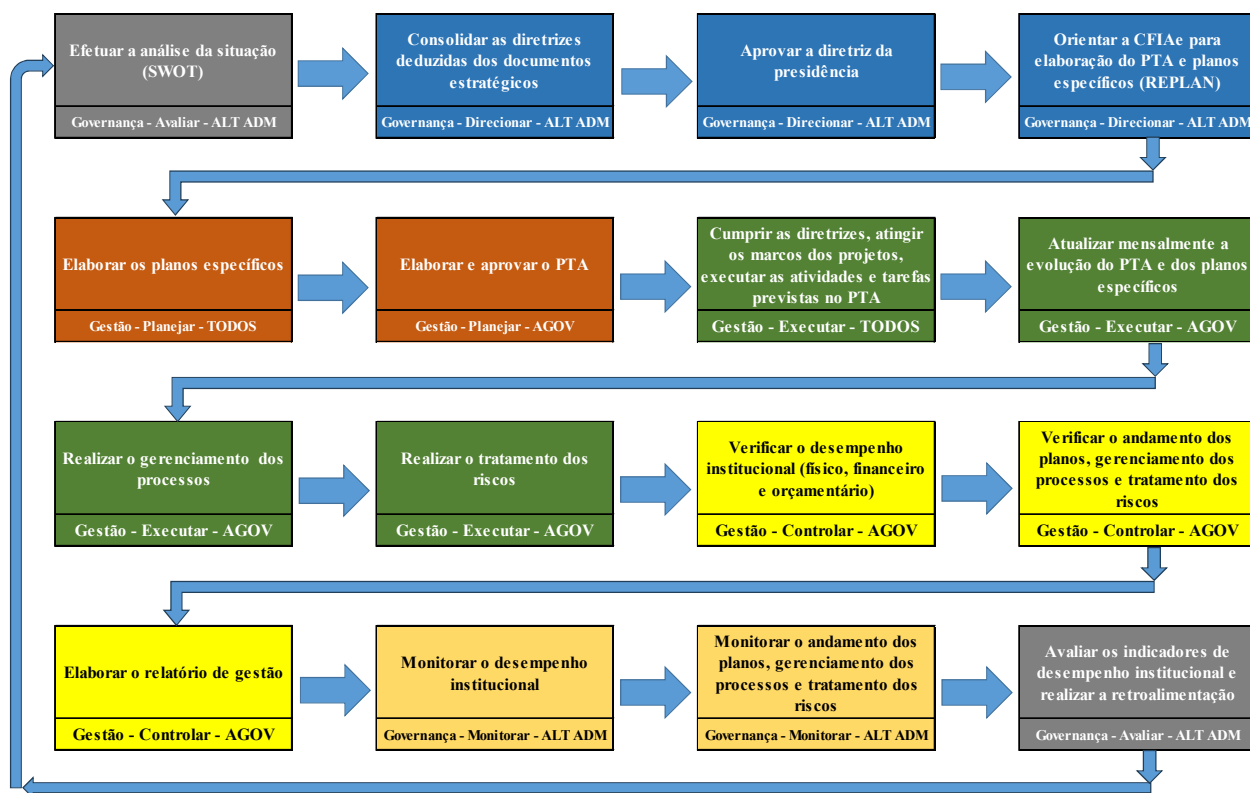 Efetuar a análise da situação
(SWOT)
Governança - Avaliar - ALT ADM
Consolidar as diretrizes
deduzidas dos documentos
estratégicos
Governança - Direcionar - ALT ADM
Aprovar a diretriz da
presidência
Governança - Direcionar - ALT ADM
Orientar a CFIAe para
elaboração do PTA e planos
específicos (REPLAN)
Governança - Direcionar - ALT ADM
Elaborar os planos específicos
Gestão - Planejar - TODOS
Elaborar e aprovar o PTA
Gestão - Planejar - AGOV
Cumprir as diretrizes, atingir
os marcos dos projetos,
executar as atividades e tarefas
previstas no PTA
Gestão - Executar - TODOS
Atualizar mensalmente a
evolução do PTA e dos planos
específicos
Gestão - Executar - AGOV
Realizar o gerenciamento dos
processos
Gestão - Executar - AGOV
Realizar o tratamento dos
riscos
Gestão - Executar - AGOV
Verificar o desempenho
institucional (físico, financeiro
e orçamentário)
Gestão - Controlar - AGOV
Verificar o andamento dos
planos, gerenciamento dos
processos e tratamento dos
riscos
Gestão - Controlar - AGOV
Elaborar o relatório de gestão
Gestão - Controlar - AGOV
Monitorar o desempenho
institucional
Governança - Monitorar - ALT ADM
Monitorar o andamento dos
planos, gerenciamento dos
processos e tratamento dos
riscos
Governança - Monitorar - ALT ADM
Avaliar os indicadores de
desempenho institucional e
realizar a retroalimentação
Governança - Avaliar - ALT ADM